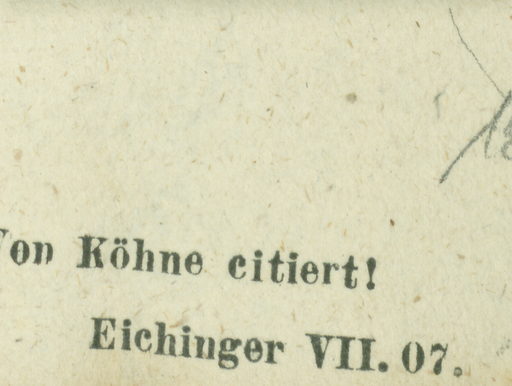 Von Köhne citiert!
Eichinger VII. 07.